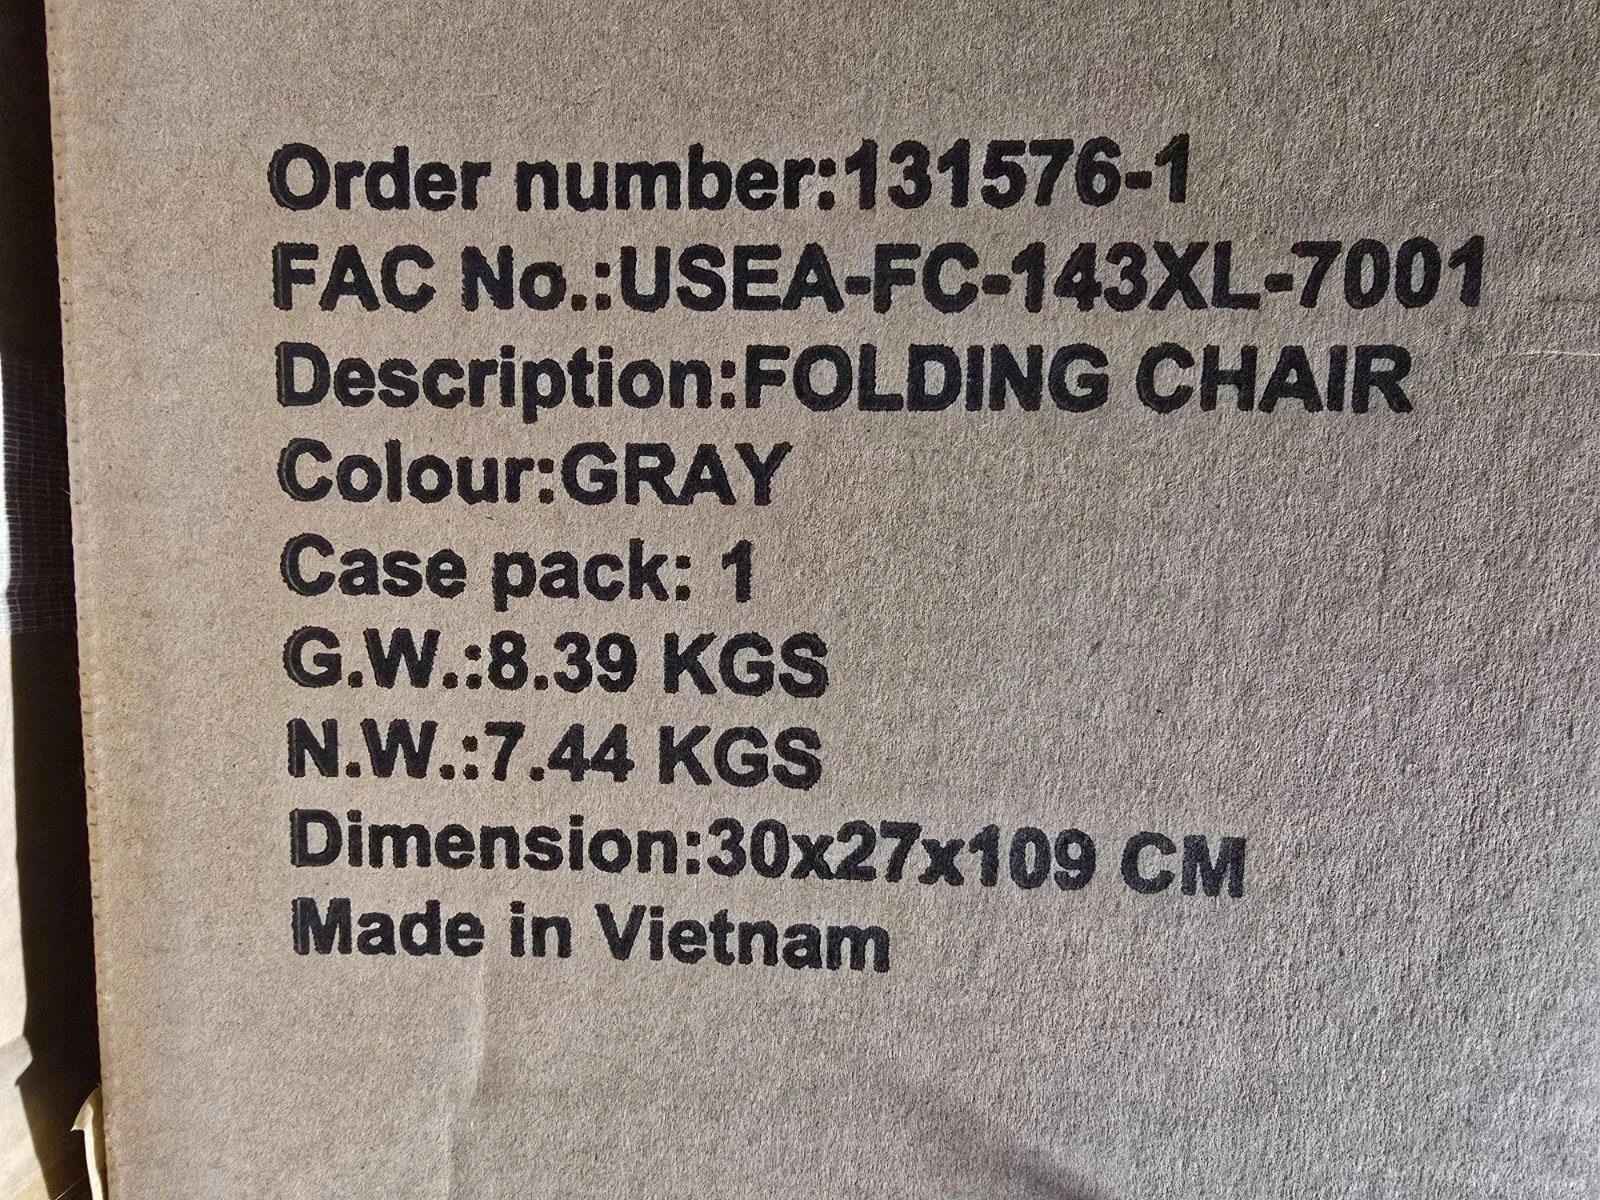 Order number:131576-1
FAC No.:USEA-FC-143XL-7001
Description:FOLDING CHAIR
Colour:GRAY
Case pack: 1
G.W.:8.39 KGS
N.W.:7.44 KGS
Dimension:30x27x109 CM
Made in Vietnam